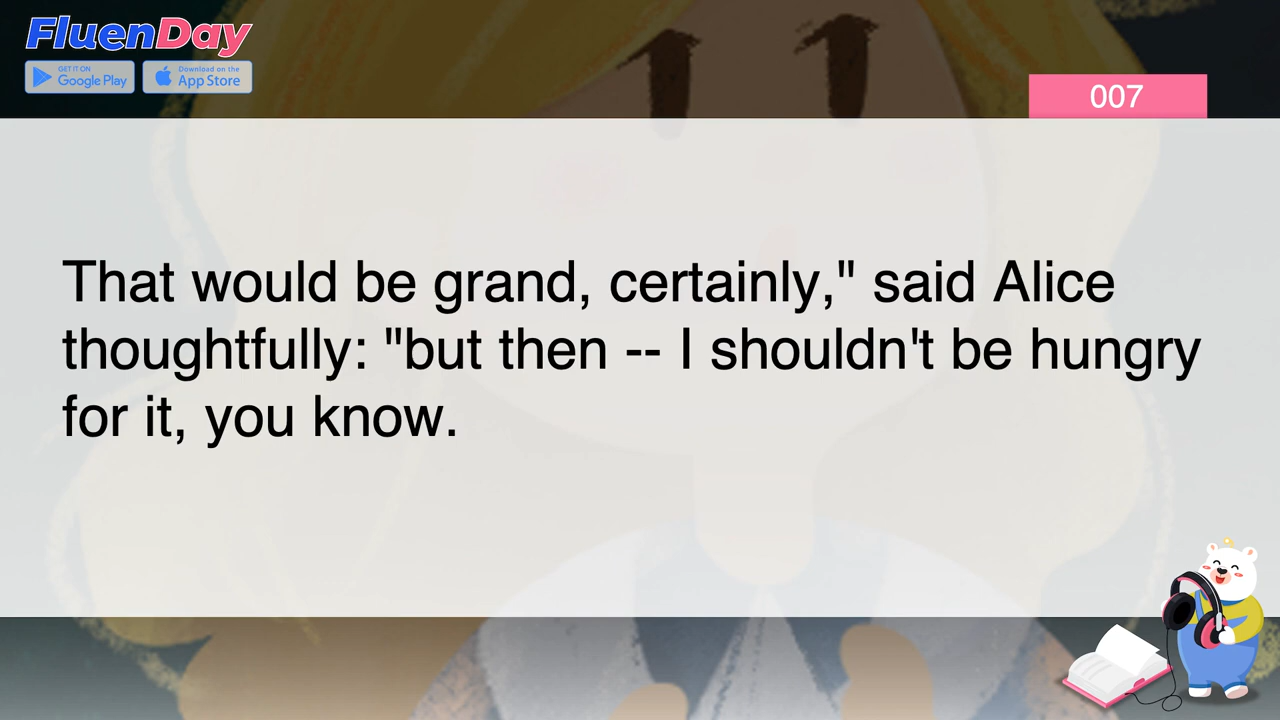 FluenDay
GET IT ON
Google Play
Download on the
App Store
007
That would be grand, certainly," said Alice
thoughtfully: "but then -- I shouldn't be hungry
for it, you know.